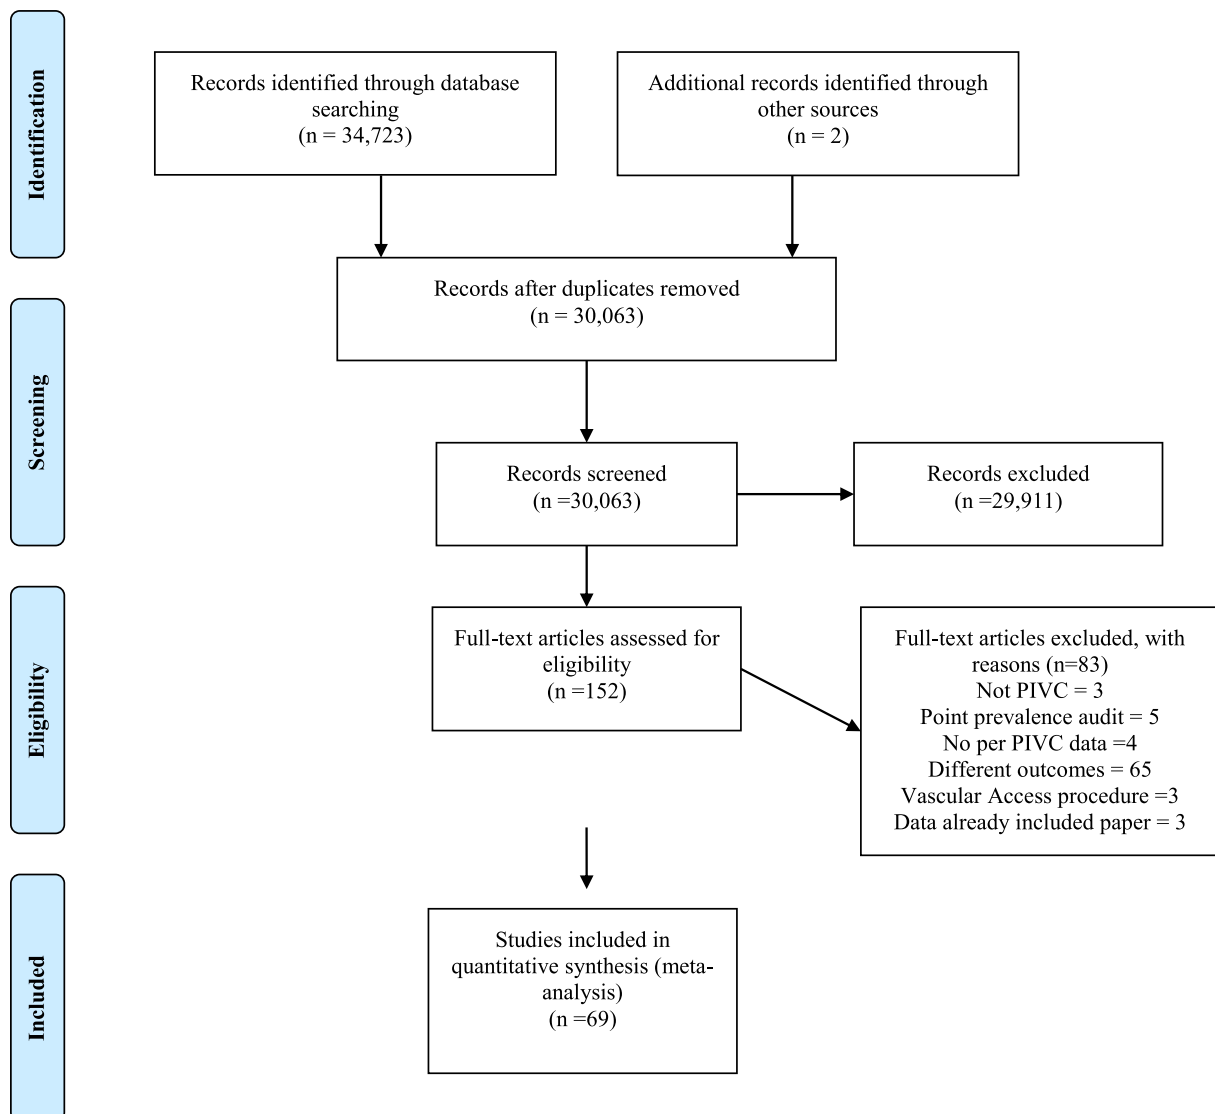 Identification
Records identified through database
searching
(n = 34,723)
Additional records identified through
other sources
(n = 2)
Records after duplicates removed
(n = 30,063)
Screening
Records screened
(n =30,063)
Records excluded
(n =29,911)
Eligibility
Full-text articles assessed for
eligibility
(n =152)
Full-text articles excluded, with
reasons (n=83)
Not PIVC = 3
Point prevalence audit = 5
No per PIVC data =4
Different outcomes = 65
Vascular Access procedure =3
Data already included paper = 3
Included
Studies included in
quantitative synthesis (meta-
analysis)
(n =69)